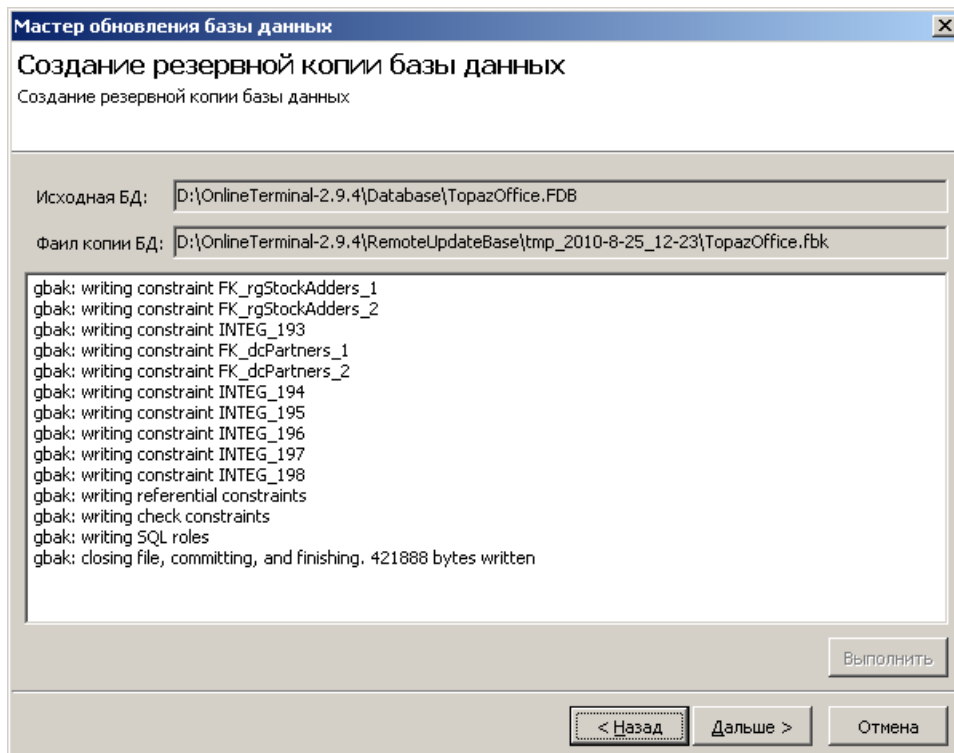 Мастер обновления базы данных
Создание резервной копии базы данных
Создание резервной копии базы данных
Исходная БД: D:\OnlineTerminal-2.9.4\Database\TopazOffice.FDB
Фаил копии БД: D:\OnlineTerminal-2.9.4\RemoteUpdateBase\tmp_2010-8-25_12-23\TopazOffice.fbk
gbak: writing constraint FK_rgStockAdders_1
gbak: writing constraint FK_rgStockAdders_2
gbak: writing constraint INTEG_193
gbak: writing constraint FK_dcPartners_1
gbak: writing constraint FK_dcPartners_2
gbak: writing constraint INTEG_194
gbak: writing constraint INTEG_195
gbak: writing constraint INTEG_196
gbak: writing constraint INTEG_197
gbak: writing constraint INTEG_198
gbak: writing referential constraints
gbak: writing check constraints
gbak: writing SQL roles
gbak: closing file, committing, and finishing. 421888 bytes written
Выполнить
< Назад Дальше > Отмена